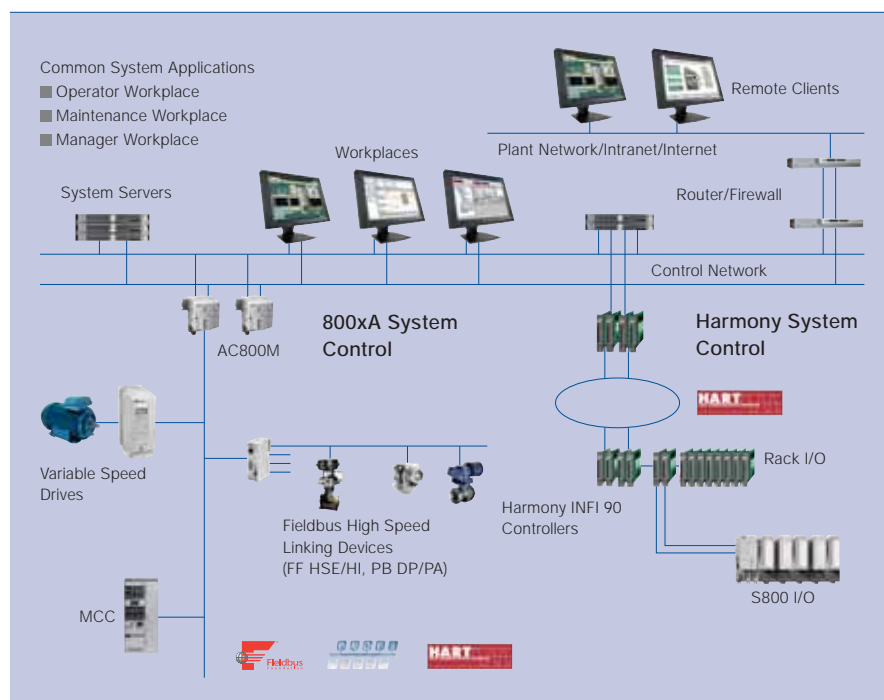 Common System Applications
Operator Workplace
Maintenance Workplace
Manager Workplace
Remote Clients
Plant Network/Intranet/Internet
Workplaces
System Servers
Router/Firewall
Control Network
800xA System
Control
Harmony System
Control
AC800M
HART
Variable Speed
Drives
Rack I/O
Harmony INFI 90
Controllers
Fieldbus High Speed
Linking Devices
(FF HSE/HI, PB DP/PA)
S800 I/O
MCC
Fieldbus
HART